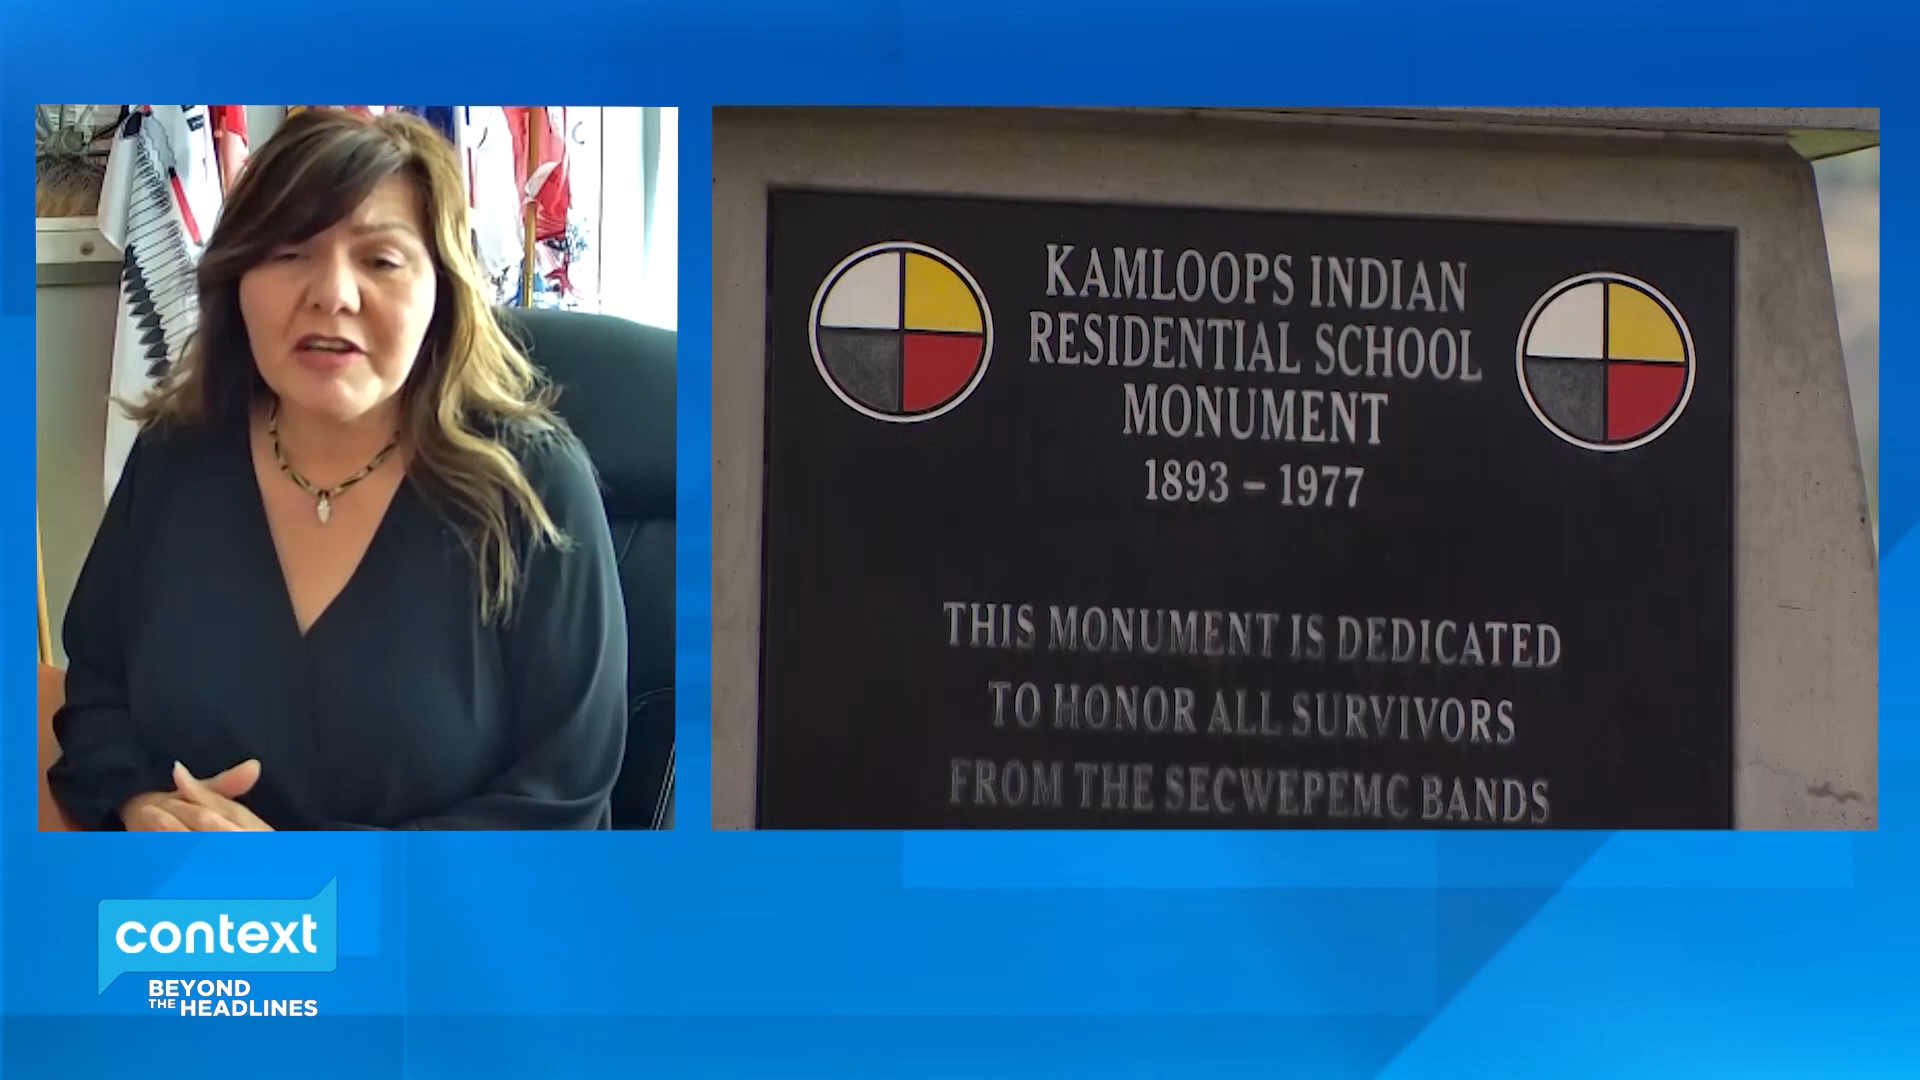 KAMLOOPS INDIAN
RESIDENTIAL SCHOOL
MONUMENT
1893 – 1977
THIS MONUMENT IS DEDICATED
TO HONOR ALL SURVIVORS
FROM THE SECWEPEMC BANDS
context
BEYOND
THE HEADLINES